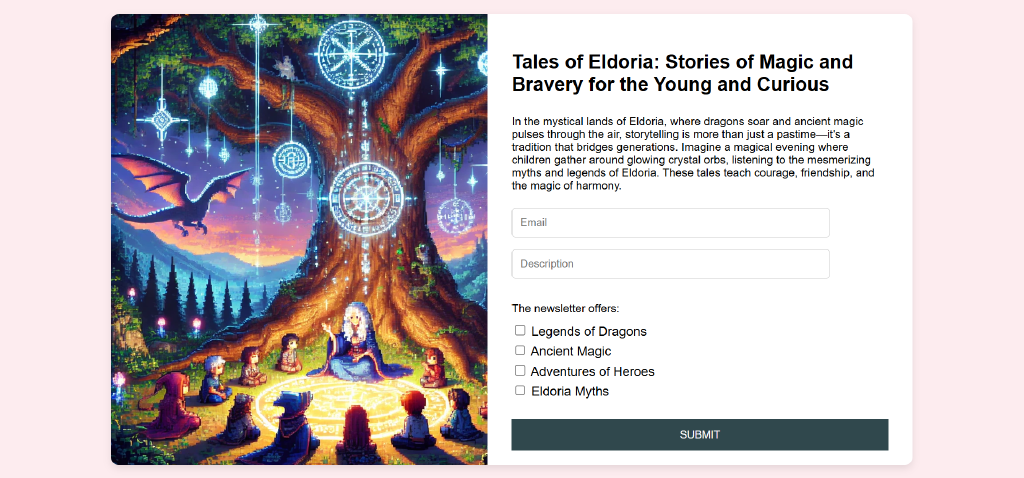 Tales of Eldoria: Stories of Magic and
Bravery for the Young and Curious
In the mystical lands of Eldoria, where dragons soar and ancient magic
pulses through the air, storytelling is more than just a pastime—it's a
tradition that bridges generations. Imagine a magical evening where
children gather around glowing crystal orbs, listening to the mesmerizing
myths and legends of Eldoria. These tales teach courage, friendship, and
the magic of harmony.
Email
Description
The newsletter offers:
Legends of Dragons
Ancient Magic
Adventures of Heroes
Eldoria Myths
SUBMIT